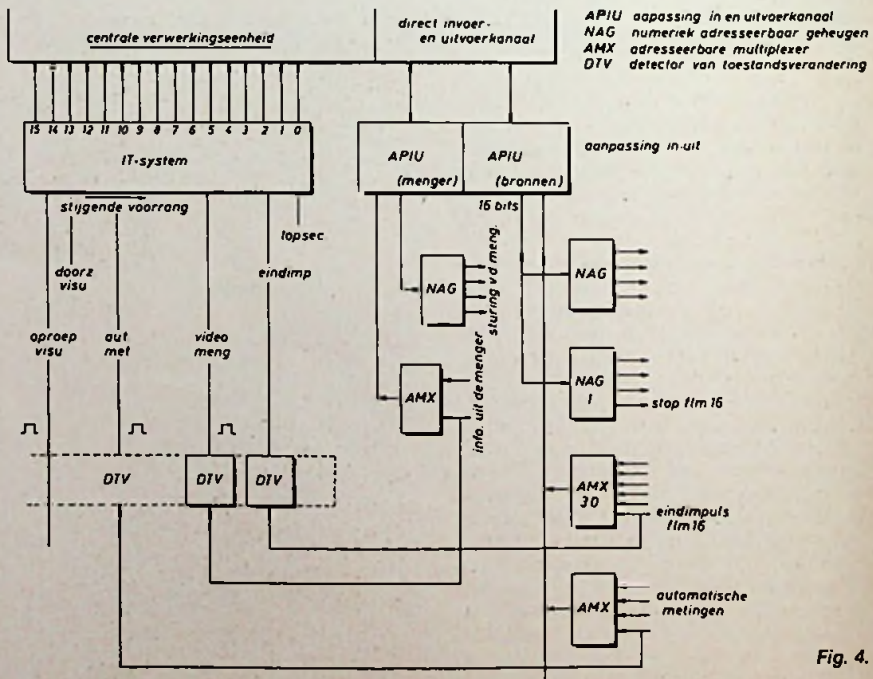 centrale verwerkingseenheid
direct invoer-
en uitvoerkanaal
APIU aapassing in en uitvoerkanaal
NAG numeriek adresseerbaar geheugen
AMX adresseerbare multiplexer
DTV detector van toestandsverandering
15 14 13 12 11 10 9 8 7 6 5 4 3 2 1 0
IT-system
APIU
(menger)
APIU
(bronnen)
aanpassing in-uit
stijgende voorrang
16 bits
topsec
doorz
visu
eindimp
NAG
sturing v d meng.
NAG
oproep
visu
aut
met
video
meng
AMX
info. uit de menger
NAG
1
stop flm 16
DTV
DTV
DTV
AMX
30
eindimpuls
flm 16
AMX
automatische
metingen
Fig. 4.